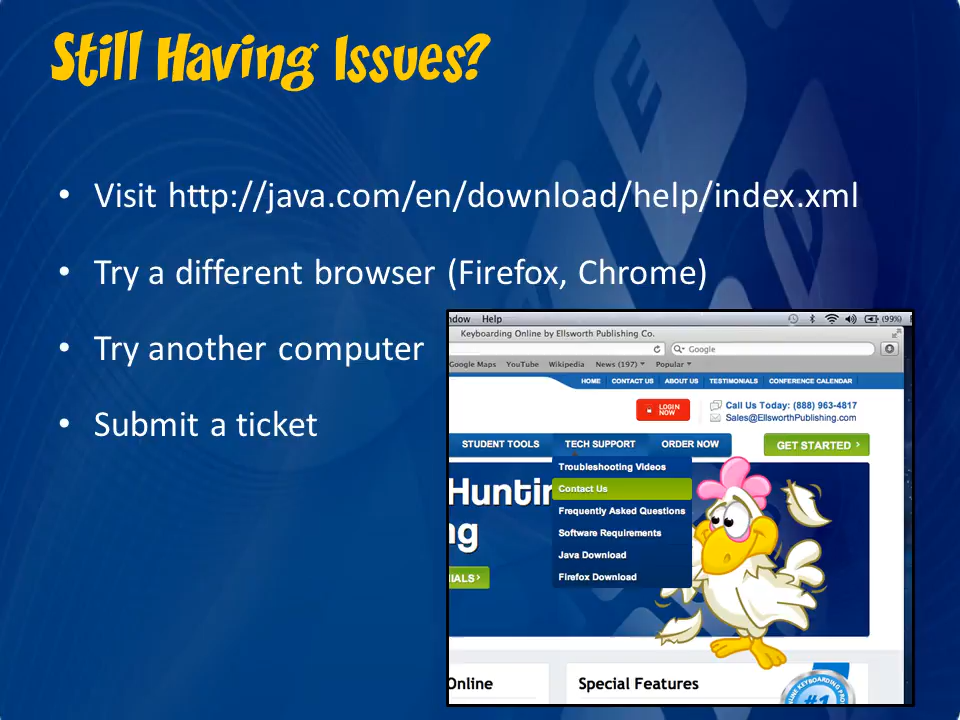 Still Having Issues?
• Visit http://java.com/en/download/help/index.xml
• Try a different browser (Firefox, Chrome)
• Try another computer
• Submit a ticket
ndow Help (99%)
Keyboarding Online by Ellsworth Publishing Co.
Google
Google Maps YouTube Wikipedia News (197) Popular
HOME CONTACT US ABOUT US TESTIMONIALS CONFERENCE CALENDAR
LOGIN
NOW
Call Us Today: (888) 963-4817
Sales@EllsworthPublishing.com
STUDENT TOOLS TECH SUPPORT ORDER NOW GET STARTED >
Troubleshooting Videos
Contact Us
Frequently Asked Questions
Software Requirements
Java Download
Firefox Download
Huntin
ng
IALS >
Online
Special Features
#1